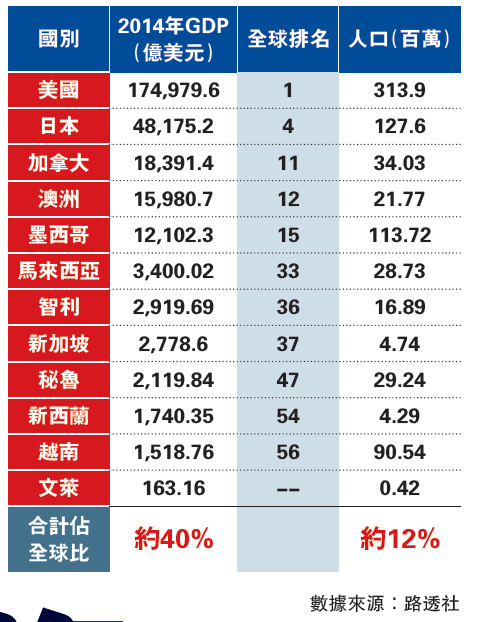 國別 2014年GDP (億美元) 全球排名 人口(百萬)
美國 174,979.6 1 313.9
日本 48,175.2 4 127.6
加拿大 18,391.4 11 34.03
澳洲 15,980.7 12 21.77
墨西哥 12,102.3 15 113.72
馬來西亞 3,400.02 33 28.73
智利 2,919.69 36 16.89
新加坡 2,778.6 37 4.74
秘魯 2,119.84 47 29.24
新西蘭 1,740.35 54 4.29
越南 1,518.76 56 90.54
文萊 163.16 -- 0.42
合計佔全球比 約40% 約12%
數據來源：路透社